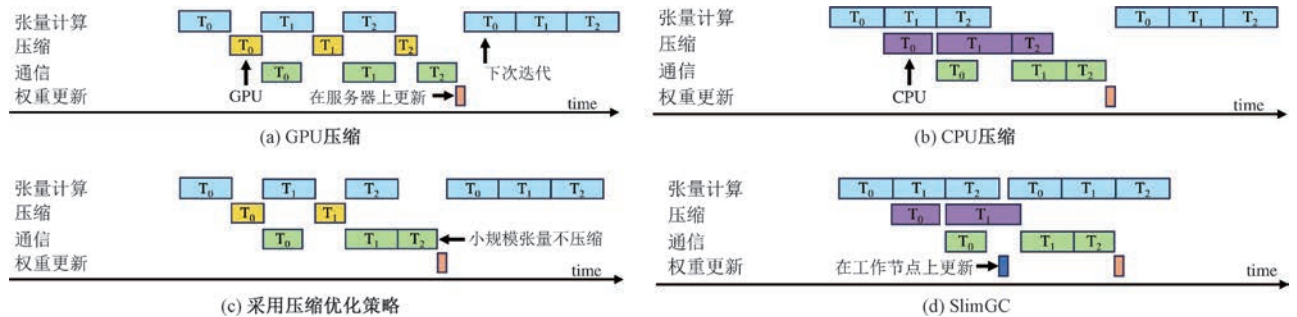 张量计算 T0 T1 T2 T0 T1 T2
压缩 T0 T1 T2
通信 T0 T1 T2 下次迭代
权重更新 GPU 在服务器上更新 time
(a) GPU压缩
张量计算 T0 T1 T2 T0 T1 T2
压缩 T0 T1 T2
通信 T0 T1 T2
权重更新 CPU time
(b) CPU压缩
张量计算 T0 T1 T2 T0 T1 T2
压缩 T0 T1
通信 T0 T1 T2 小规模张量不压缩
权重更新 time
(c) 采用压缩优化策略
张量计算 T0 T1 T2 T0 T1 T2
压缩 T0 T1
通信 T0 T1 T2
权重更新 在工作节点上更新 time
(d) SlimGC